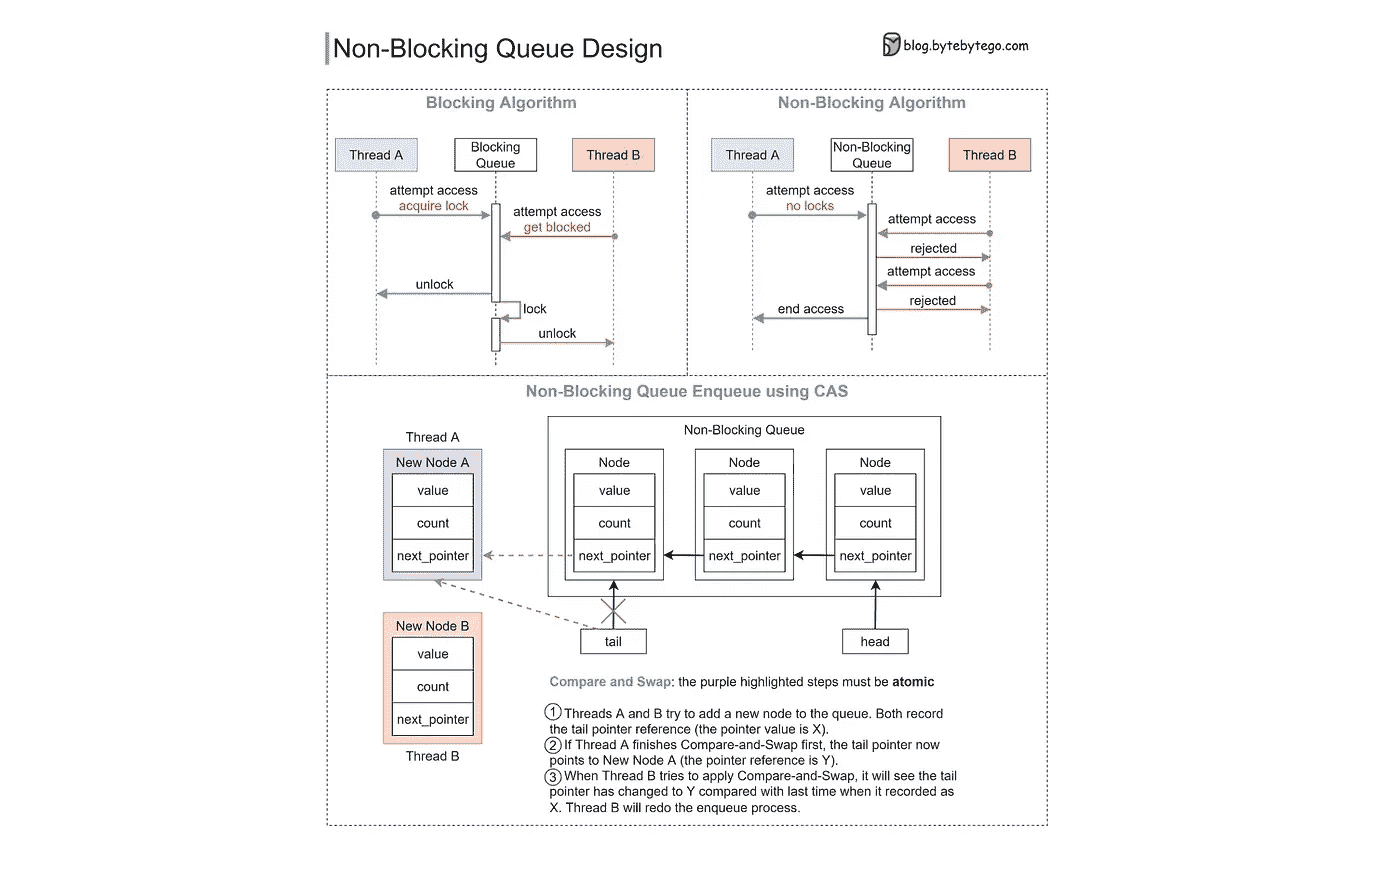 Non-Blocking Queue Design
blog.bytebytego.com
Blocking Algorithm
Thread A
Blocking
Queue
Thread B
attempt access
acquire lock
attempt access
get blocked
unlock
lock
unlock
Non-Blocking Algorithm
Thread A
Non-Blocking
Queue
Thread B
attempt access
no locks
attempt access
rejected
attempt access
rejected
end access
Non-Blocking Queue Enqueue using CAS
Thread A
New Node A
value
count
next_pointer
New Node B
value
count
next_pointer
Thread B
Non-Blocking Queue
Node
value
count
next_pointer
Node
value
count
next_pointer
Node
value
count
next_pointer
tail
head
Compare and Swap: the purple highlighted steps must be atomic
1 Threads A and B try to add a new node to the queue. Both record
the tail pointer reference (the pointer value is X).
2 If Thread A finishes Compare-and-Swap first, the tail pointer now
points to New Node A (the pointer reference is Y).
3 When Thread B tries to apply Compare-and-Swap, it will see the tail
pointer has changed to Y compared with last time when it recorded as
X. Thread B will redo the enqueue process.